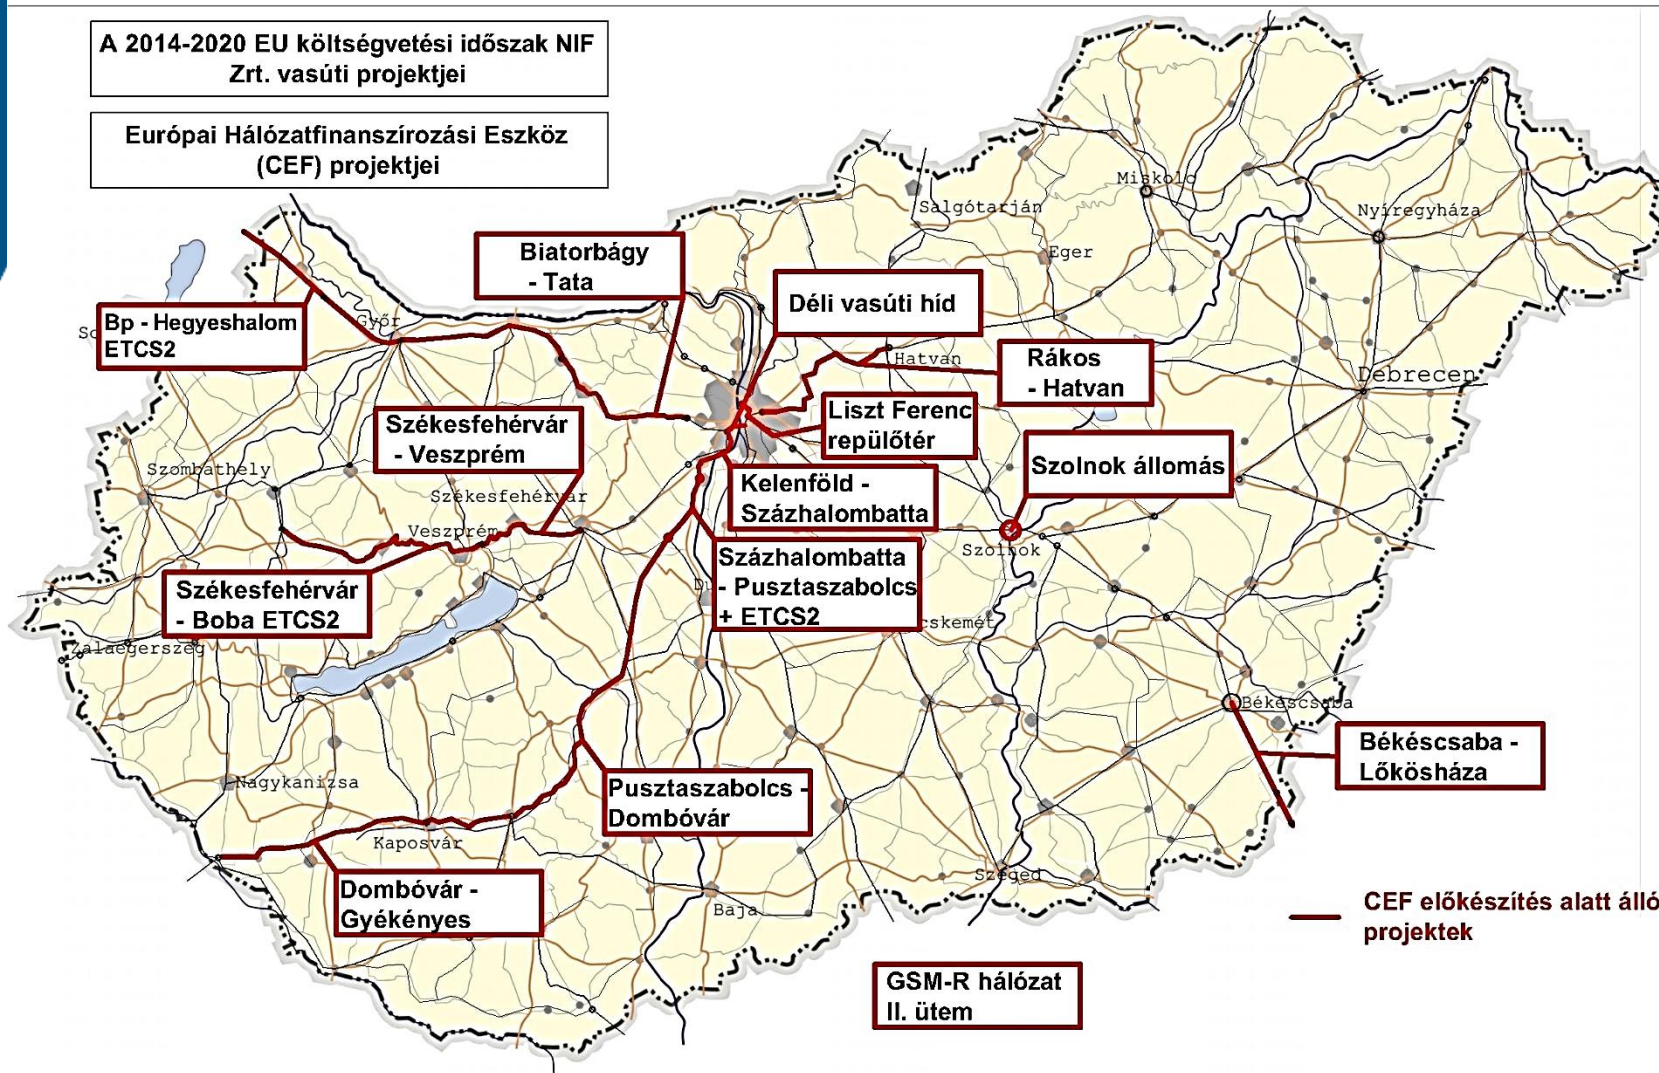 A 2014-2020 EU költségvetési időszak NIF
Zrt. vasúti projektjei
Európai Hálózatfinanszírozási Eszköz
(CEF) projektjei
Miskolc
Salgótarján
Nyíregyháza
Eger
Biatorbágy
- Tata
Déli vasúti híd
Bp - Hegyeshalom
ETCS2
Győr
Hatvan
Rákos
- Hatvan
Debrecen
Liszt Ferenc
repülőtér
Székesfehérvár
- Veszprém
Szolnok állomás
Szombathely
Kelenföld -
Százhalombatta
Székesfehérvár
Veszprém
Szolnok
Százhalombatta
- Pusztaszabolcs
+ ETCS2
Székesfehérvár
- Boba ETCS2
cskemét
Zalaegerszeg
Békéscsaba
Békéscsaba -
Lőkösháza
Nagykanizsa
Pusztaszabolcs -
Dombóvár
Kaposvár
Dombóvár -
Gyékényes
Szeged
Baja
CEF előkészítés alatt álló
projektek
GSM-R hálózat
II. ütem